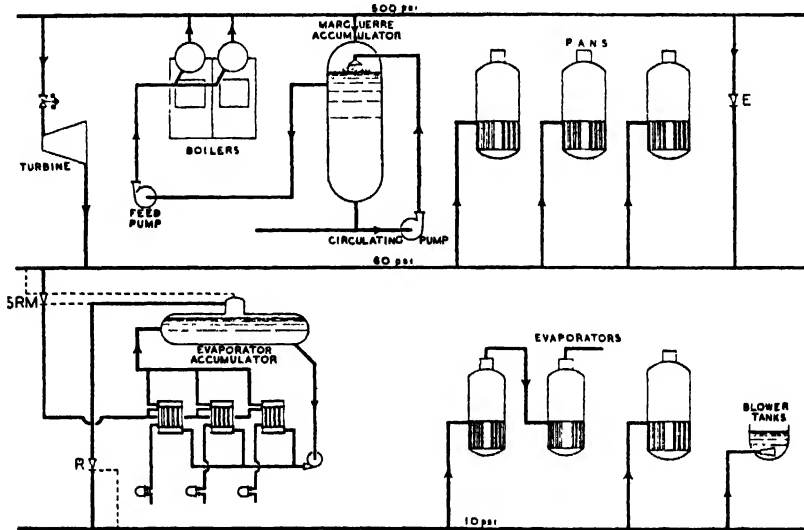 500 psi
MARGUERRE
ACCUMULATOR
PANS
E
BOILERS
TURBINE
FEED
PUMP
CIRCULATING PUMP
60 psi
SRM
EVAPORATOR
ACCUMULATOR
EVAPORATORS
BLOWER
TANKS
R
10 psi